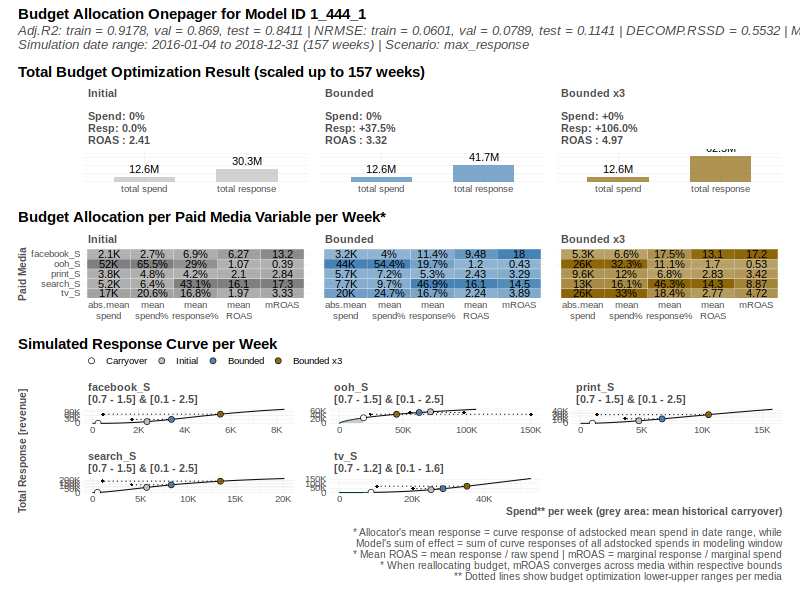 Budget Allocation Onepager for Model ID 1_444_1
Adj.R2: train = 0.9178, val = 0.869, test = 0.8411 | NRMSE: train = 0.0601, val = 0.0789, test = 0.1141 | DECOMP.RSSD = 0.5532 | M
Simulation date range: 2016-01-04 to 2018-12-31 (157 weeks) | Scenario: max_response
Total Budget Optimization Result (scaled up to 157 weeks)
Initial Bounded Bounded x3
Spend: 0% Spend: 0% Spend: +0%
Resp: 0.0% Resp: +37.5% Resp: +106.0%
ROAS : 2.41 ROAS : 3.32 ROAS : 4.97
12.6M 30.3M 12.6M 41.7M 12.6M
total spend total response total spend total response total spend total response
Budget Allocation per Paid Media Variable per Week*
Initial Bounded Bounded x3
Paid Media
facebook_S 2.1K 2.7% 6.9% 6.27 13.2 3.2K 4% 11.4% 9.48 18 5.3K 6.6% 17.5% 13.1 17.2
ooh_S 52K 65.5% 29% 1.07 0.39 44K 54.4% 19.7% 1.2 0.43 26K 32.3% 11.1% 1.7 0.53
print_S 3.8K 4.8% 4.2% 2.1 2.84 5.7K 7.2% 5.3% 2.43 3.29 9.6K 12% 6.8% 2.83 3.42
search_S 5.2K 6.4% 43.1% 16.1 17.3 7.7K 9.7% 46.9% 16.1 14.5 13K 16.1% 46.3% 14.3 8.87
tv_S 17K 20.6% 16.8% 1.97 3.33 20K 24.7% 16.7% 2.24 3.89 26K 33% 18.4% 2.77 4.72
abs.mean mean mean mean mROAS abs.mean mean mean mean mROAS abs.mean mean mean mean mROAS
spend spend% response% ROAS spend spend% response% ROAS spend spend% response% ROAS
Simulated Response Curve per Week
Carryover Initial Bounded Bounded x3
Total Response [revenue]
facebook_S ooh_S print_S
[0.7 - 1.5] & [0.1 - 2.5] [0.7 - 1.5] & [0.1 - 2.5] [0.7 - 1.5] & [0.1 - 2.5]
0 2K 4K 6K 8K 0 50K 100K 150K 0 5K 10K 15K
search_S tv_S
[0.7 - 1.5] & [0.1 - 2.5] [0.7 - 1.2] & [0.1 - 1.6]
0 5K 10K 15K 20K 0 20K 40K
Spend** per week (grey area: mean historical carryover)
* Allocator's mean response = curve response of adstocked mean spend in date range, while
Model's sum of effect = sum of curve responses of all adstocked spends in modeling window
* Mean ROAS = mean response / raw spend | mROAS = marginal response / marginal spend
* When reallocating budget, mROAS converges across media within respective bounds
** Dotted lines show budget optimization lower-upper ranges per media